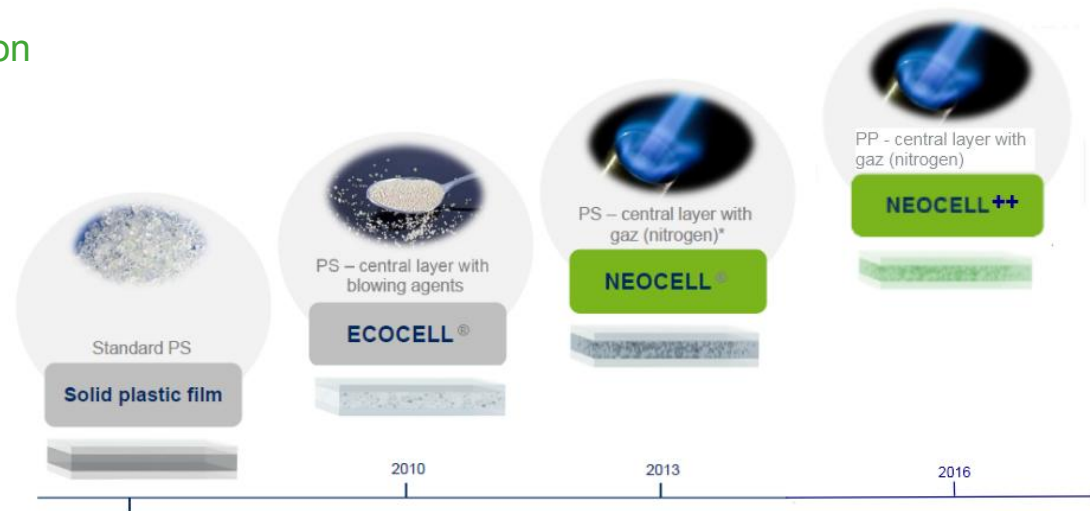 on
Standard PS
Solid plastic film
PS – central layer with
blowing agents
ECOCELL®
PS – central layer with
gaz (nitrogen)*
NEOCELL®
PP - central layer with
gaz (nitrogen)
NEOCELL++
2010
2013
2016